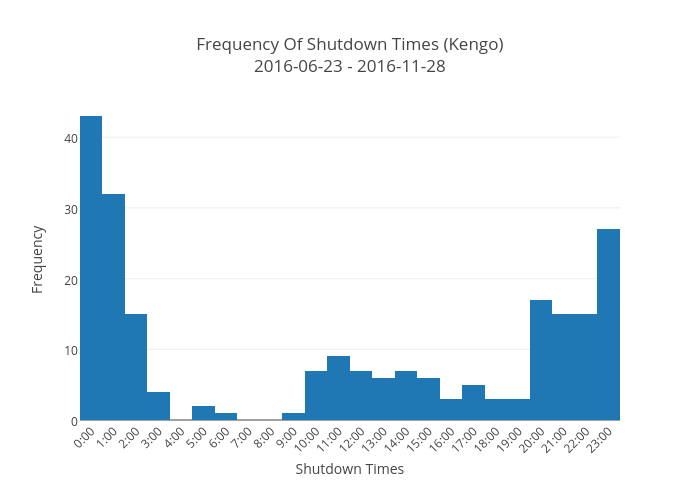 Frequency Of Shutdown Times (Kengo)
2016-06-23 - 2016-11-28
Frequency
40
30
20
10
0
0:00 1:00 2:00 3:00 4:00 5:00 6:00 7:00 8:00 9:00 10:00 11:00 12:00 13:00 14:00 15:00 16:00 17:00 18:00 19:00 20:00 21:00 22:00 23:00
Shutdown Times